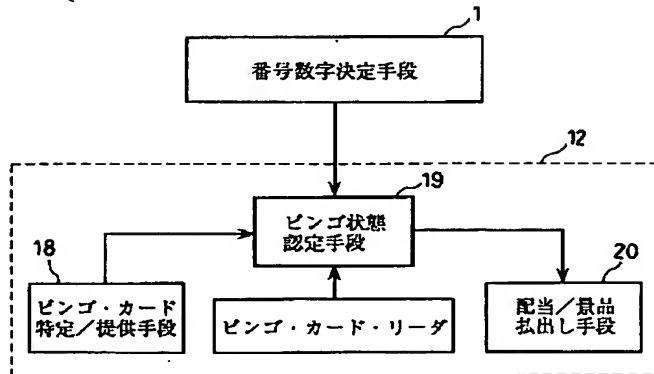 1
番号数字決定手段
12
19
ビンゴ状態
認定手段
18
ビンゴ・カード
特定/提供手段
ビンゴ・カード・リーダ
20
配当/景品
払出し手段